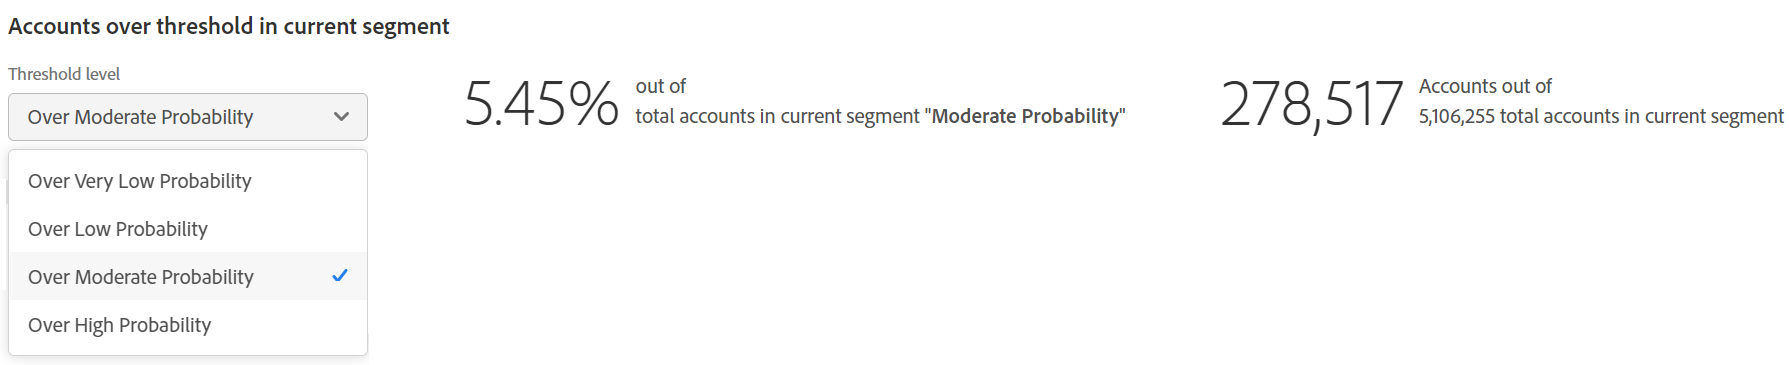 Accounts over threshold in current segment
Threshold level
Over Moderate Probability
5.45%
out of
total accounts in current segment "Moderate Probability"
278,517
Accounts out of
5,106,255 total accounts in current segment
Over Very Low Probability
Over Low Probability
Over Moderate Probability
Over High Probability